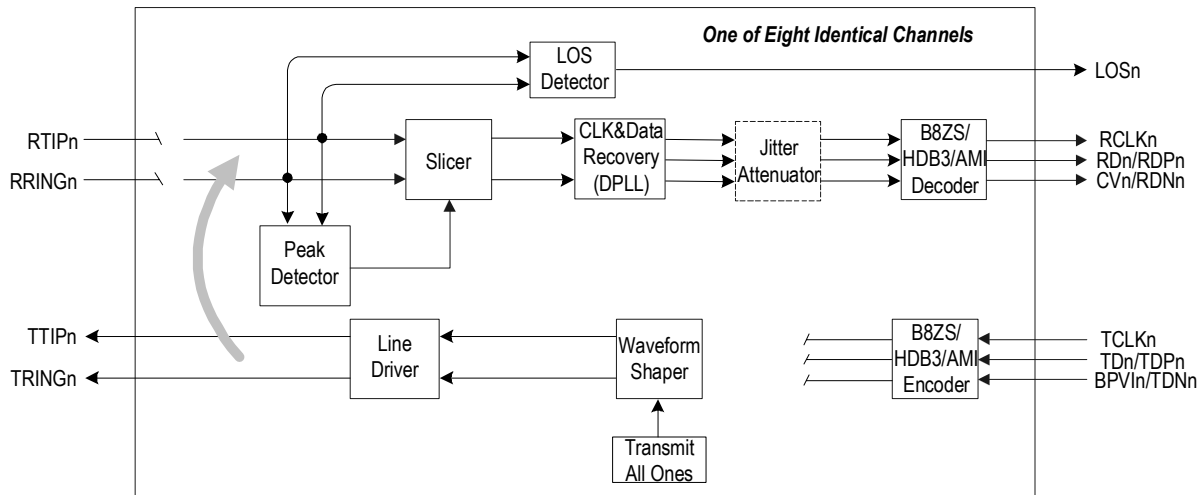 One of Eight Identical Channels
LOS
Detector
LOSn
RTIPn
RRINGn
Slicer
CLK&Data
Recovery
(DPLL)
Jitter
Attenuator
B8ZS/
HDB3/AMI
Decoder
RCLKn
RDn/RDPn
CVn/RDNn
Peak
Detector
TTIPn
TRINGn
Line
Driver
Waveform
Shaper
B8ZS/
HDB3/AMI
Encoder
TCLKn
TDn/TDPn
BPVIn/TDNn
Transmit
All Ones